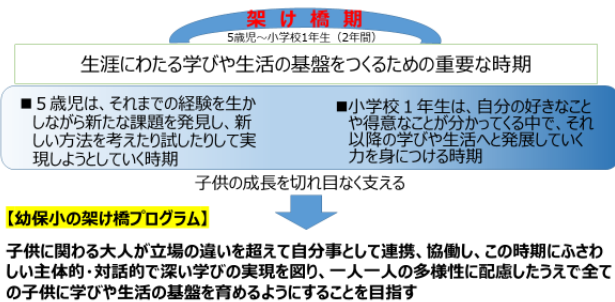 架け橋期
5歳児~小学校1年生(2年間)
生涯にわたる学びや生活の基盤をつくるための重要な時期
■5歳児は、それまでの経験を生か
しながら新たな課題を発見し、新
しい方法を考えたり試したりして実
現しようとしていく時期
■小学校1年生は、自分の好きなこと
や得意なことが分かってくる中で、それ
以降の学びや生活へと発展していく
力を身につける時期
子供の成長を切れ目なく支える
【幼保小の架け橋プログラム】
子供に関わる大人が立場の違いを超えて自分事として連携、協働し、この時期にふさわ
しい主体的・対話的で深い学びの実現を図り、一人一人の多様性に配慮したうえで全て
の子供に学びや生活の基盤を育めるようにすることを目指す